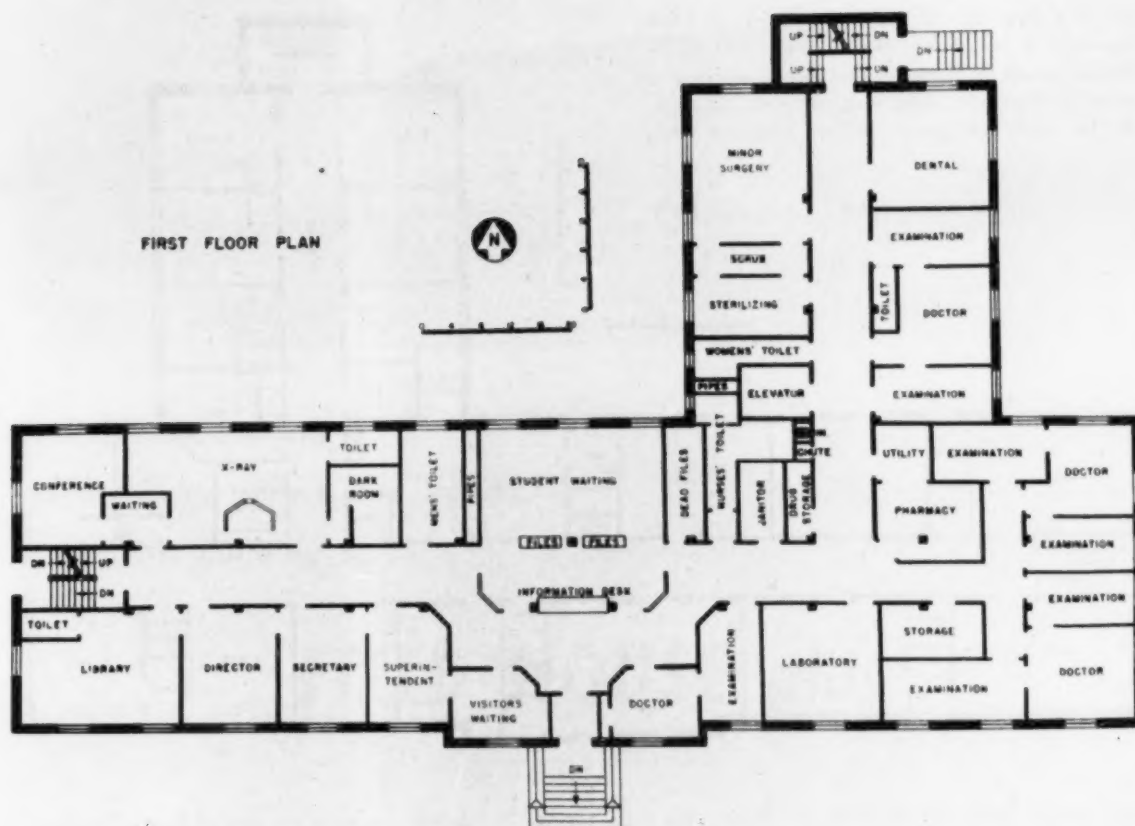 UP
DN
DN
UP
DN
MINOR
SURGERY
DENTAL
FIRST FLOOR PLAN
N
EXAMINATION
SCRUB
STERILIZING
TOILET
DOCTOR
WOMENS' TOILET
PIPES
ELEVATOR
EXAMINATION
CONFERENCE
X-RAY
TOILET
MENS' TOILET
PIPES
STUDENT WAITING
DEAD FILES
NURSES' TOILET
CHUTE
UTILITY
EXAMINATION
DOCTOR
WAITING
DARK
ROOM
JANITOR
DRUG
STORAGE
PHARMACY
FILES
FILES
EXAMINATION
DN
UP
DN
INFORMATION DESK
EXAMINATION
TOILET
LIBRARY
DIRECTOR
SECRETARY
SUPERIN-
TENDENT
EXAMINATION
LABORATORY
STORAGE
DOCTOR
VISITORS
WAITING
DOCTOR
EXAMINATION
DN